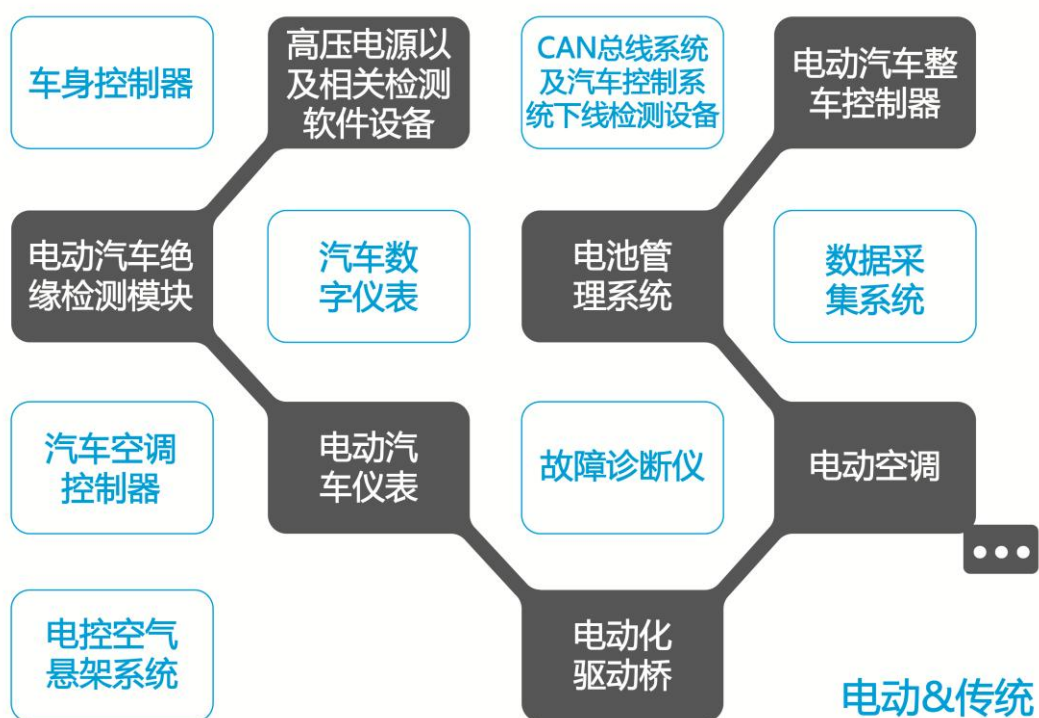 车身控制器
高压电源以
及相关检测
软件设备
CAN总线系统
及汽车控制系
统下线检测设备
电动汽车整
车控制器
电动汽车绝
缘检测模块
汽车数
字仪表
电池管
理系统
数据采
集系统
汽车空调
控制器
电动汽
车仪表
故障诊断仪
电动空调
电控空气
悬架系统
电动化
驱动桥
电动&传统